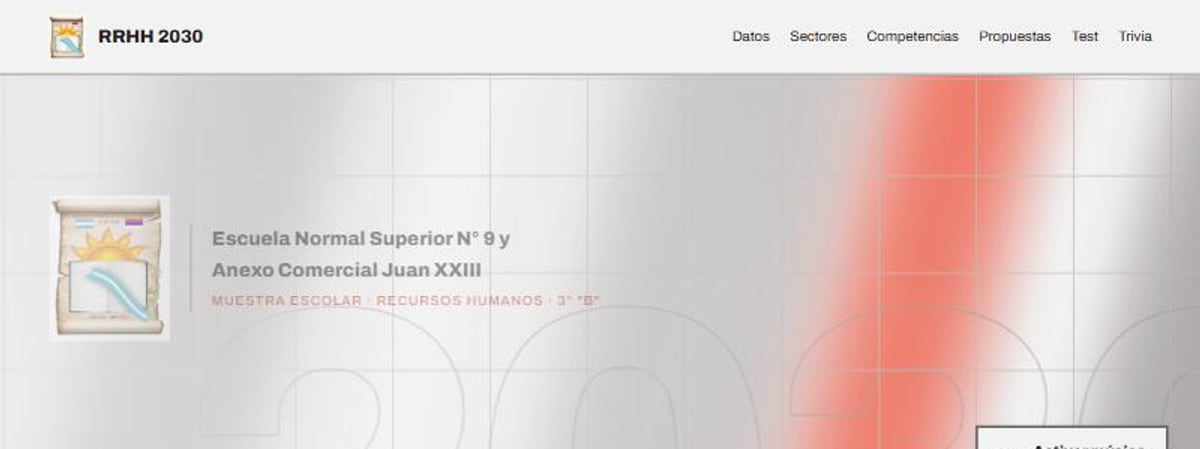 RRHH 2030
Datos Sectores Competencias Propuestas Test Trivia
Escuela Normal Superior N° 9 y
Anexo Comercial Juan XXIII
MUESTRA ESCOLAR · RECURSOS HUMANOS · 3° "B"
2030